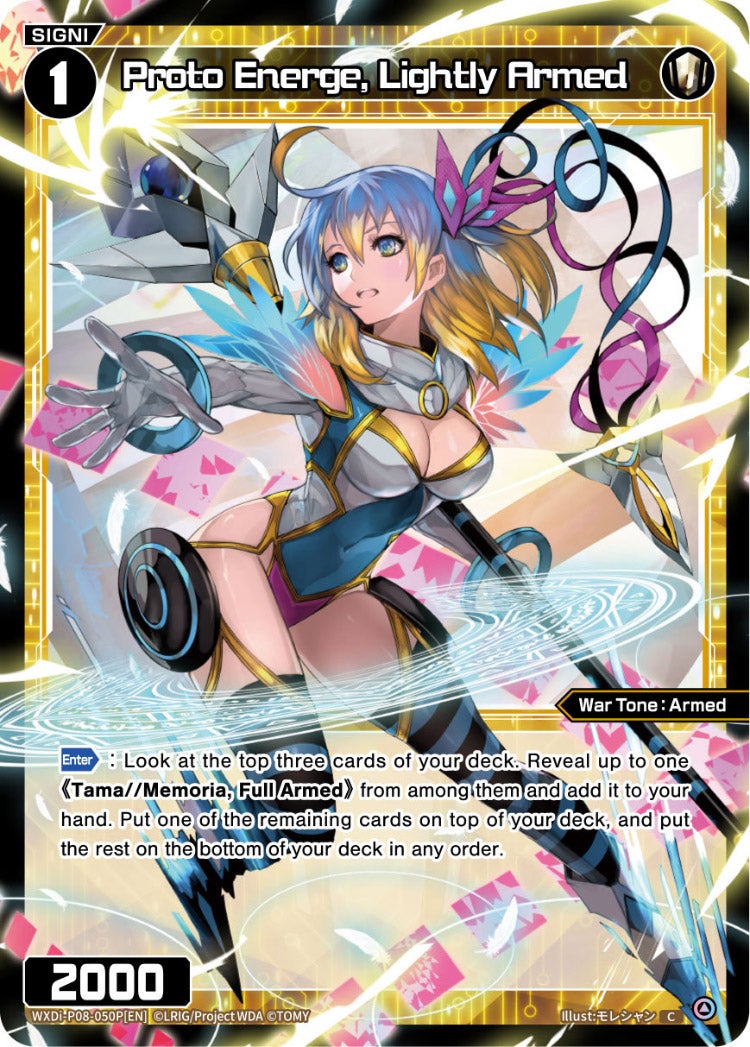 SIGNI
1
Proto Energe, Lightly Armed
War Tone : Armed
Enter : Look at the top three cards of your deck. Reveal up to one
《Tama//Memoria, Full Armed》 from among them and add it to your
hand. Put one of the remaining cards on top of your deck, and put
the rest on the bottom of your deck in any order.
2000
WXDi-P08-050P[EN] ©LRIG/Project WDA ©TOMY
Illust:モレシャン C